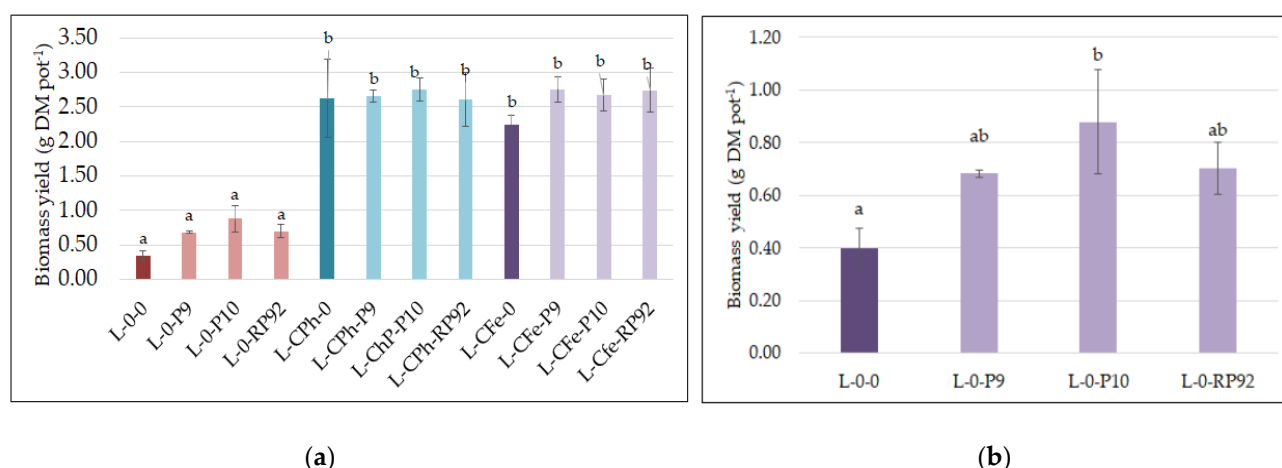 Biomass yield (g DM pot-1)
3.50
3.00
2.50
2.00
1.50
1.00
0.50
0.00
a
a
a
a
b
b
b
b
b
b
b
b
L-0-0
L-0-P9
L-0-P10
L-0-RP92
L-CPh-0
L-CPh-P9
L-ChP-P10
L-CPh-RP92
L-CFe-0
L-CFe-P9
L-CFe-P10
L-Cfe-RP92
(a)
Biomass yield (g DM pot-1)
1.20
1.00
0.80
0.60
0.40
0.20
0.00
a
ab
b
ab
L-0-0
L-0-P9
L-0-P10
L-0-RP92
(b)